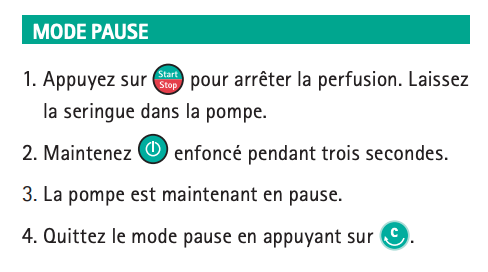 MODE PAUSE
1. Appuyez sur Start Stop pour arrêter la perfusion. Laissez
la seringue dans la pompe.
2. Maintenez enfoncé pendant trois secondes.
3. La pompe est maintenant en pause.
4. Quittez le mode pause en appuyant sur C.